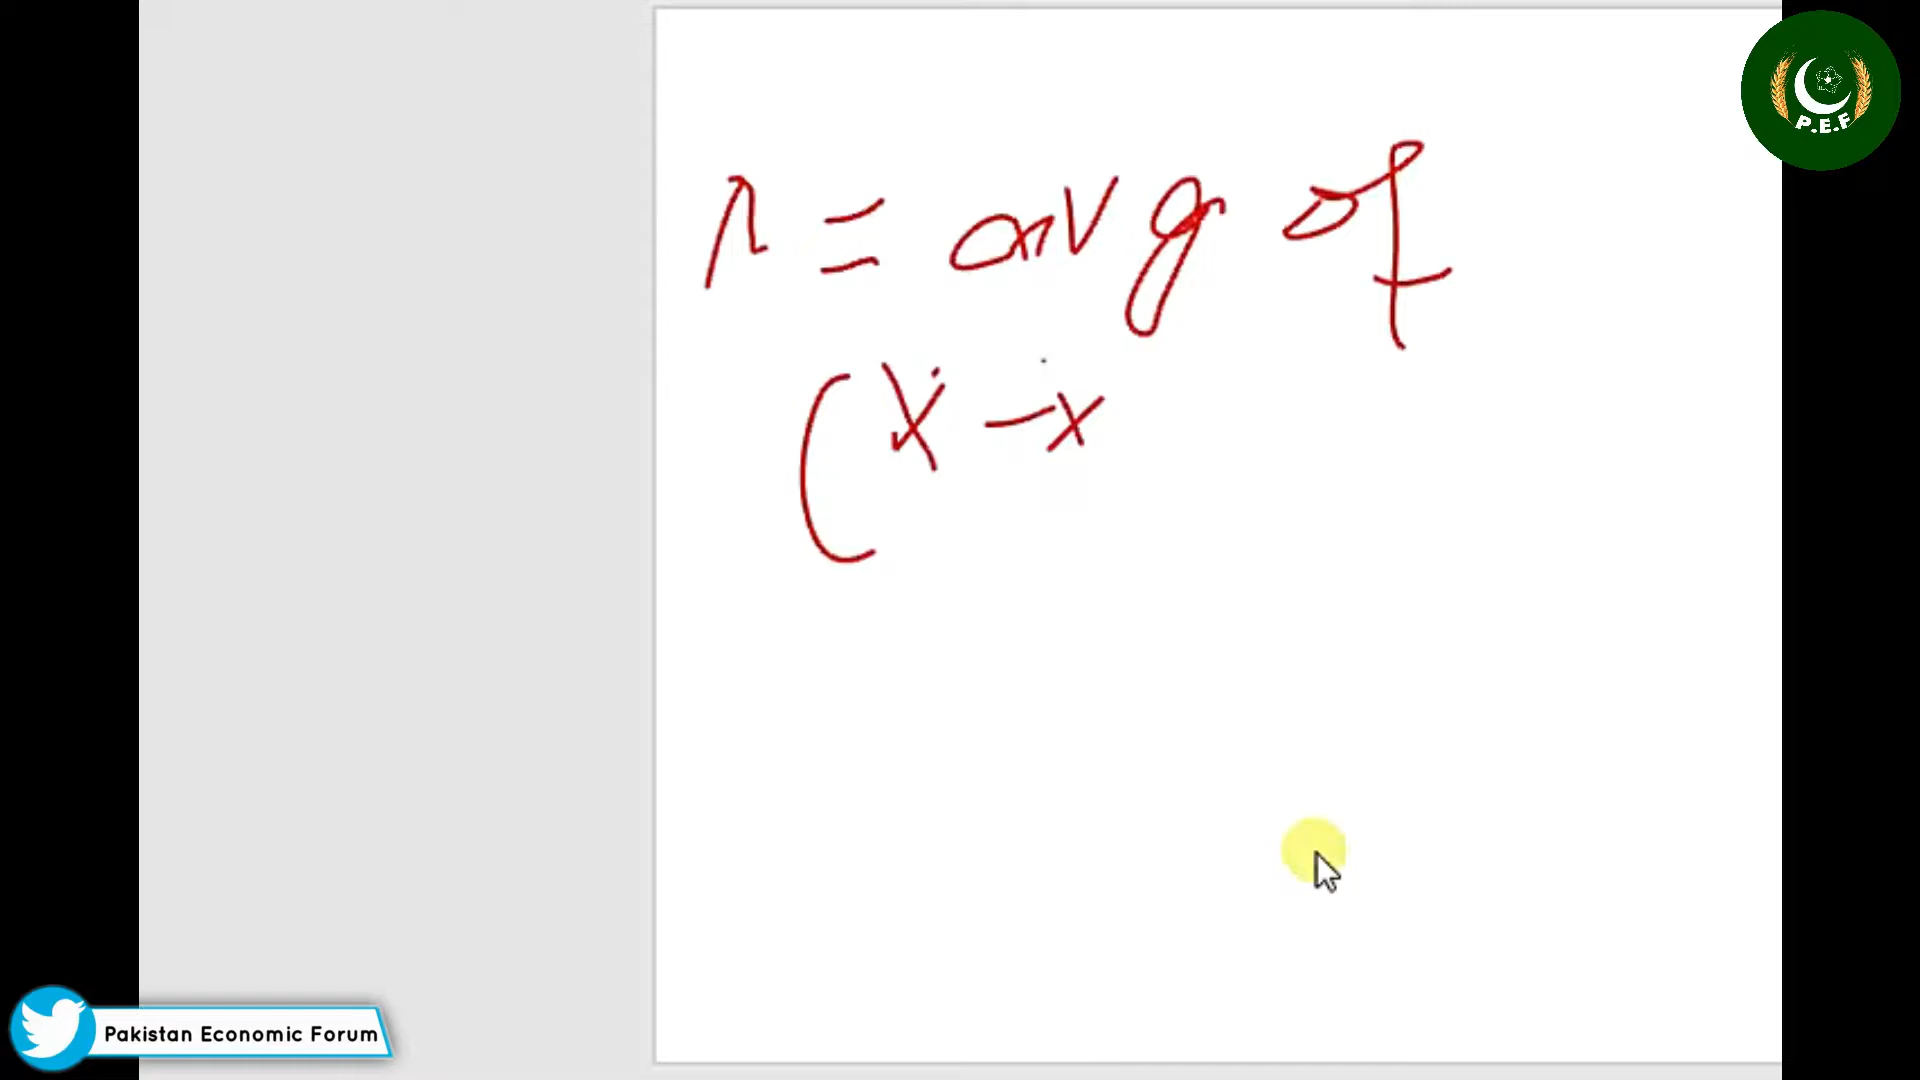 r = avg of
(x - x
P.E.F
Pakistan Economic Forum